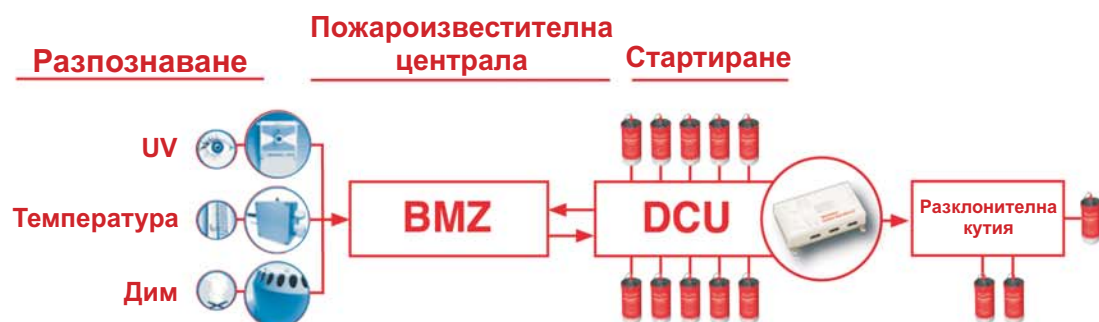 Разпознаване
Пожароизвестителна
централа
Стартиране
UV
Температура
Дим
BMZ
DCU
Разклонителна
кутия